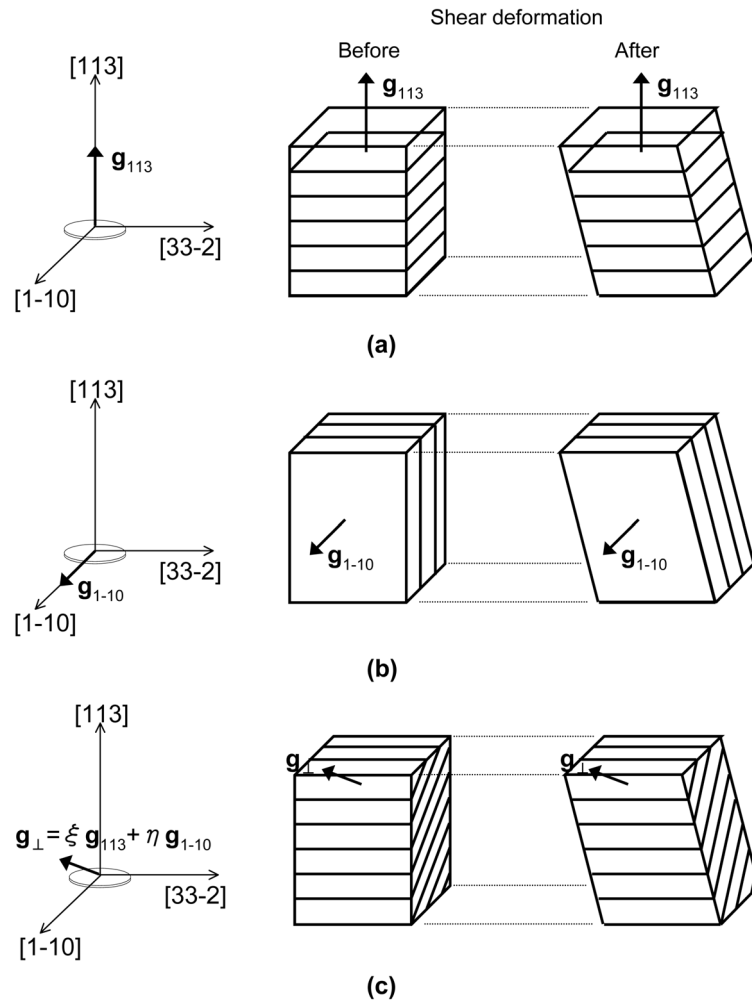 Shear deformation
Before
After
[113]
g113
g113
g113
[33-2]
[1-10]
(a)
[113]
[33-2]
g1-10
[1-10]
g1-10
g1-10
(b)
[113]
g⊥
g⊥
g⊥ = ξ g113 + η g1-10
[33-2]
[1-10]
(c)